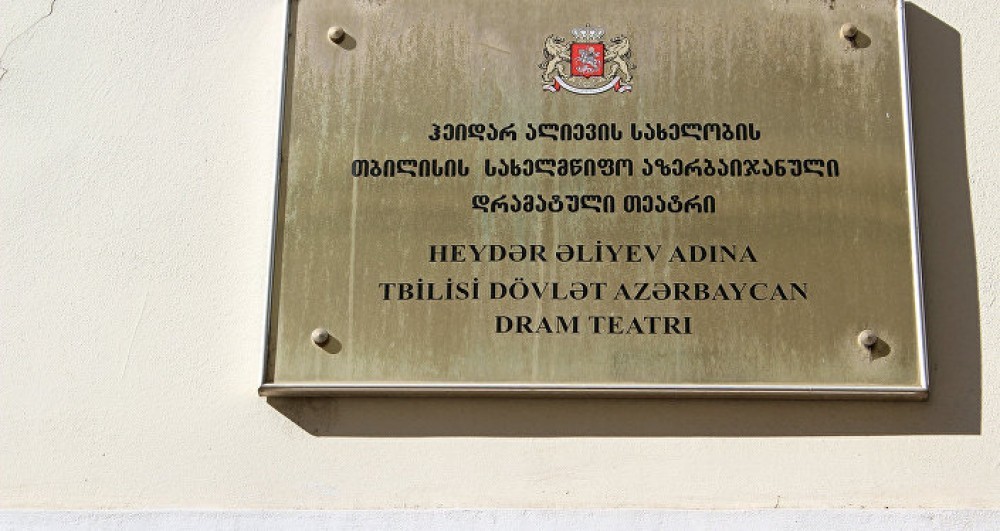 ჰეიდარ ალიევის სახელობის
თბილისის სახელმწიფო აზერბაიჯანული
დრამატული თეატრი
HEYDƏR ƏLİYEV ADINA
TBİLİSİ DÖVLƏT AZƏRBAYCAN
DRAM TEATRI